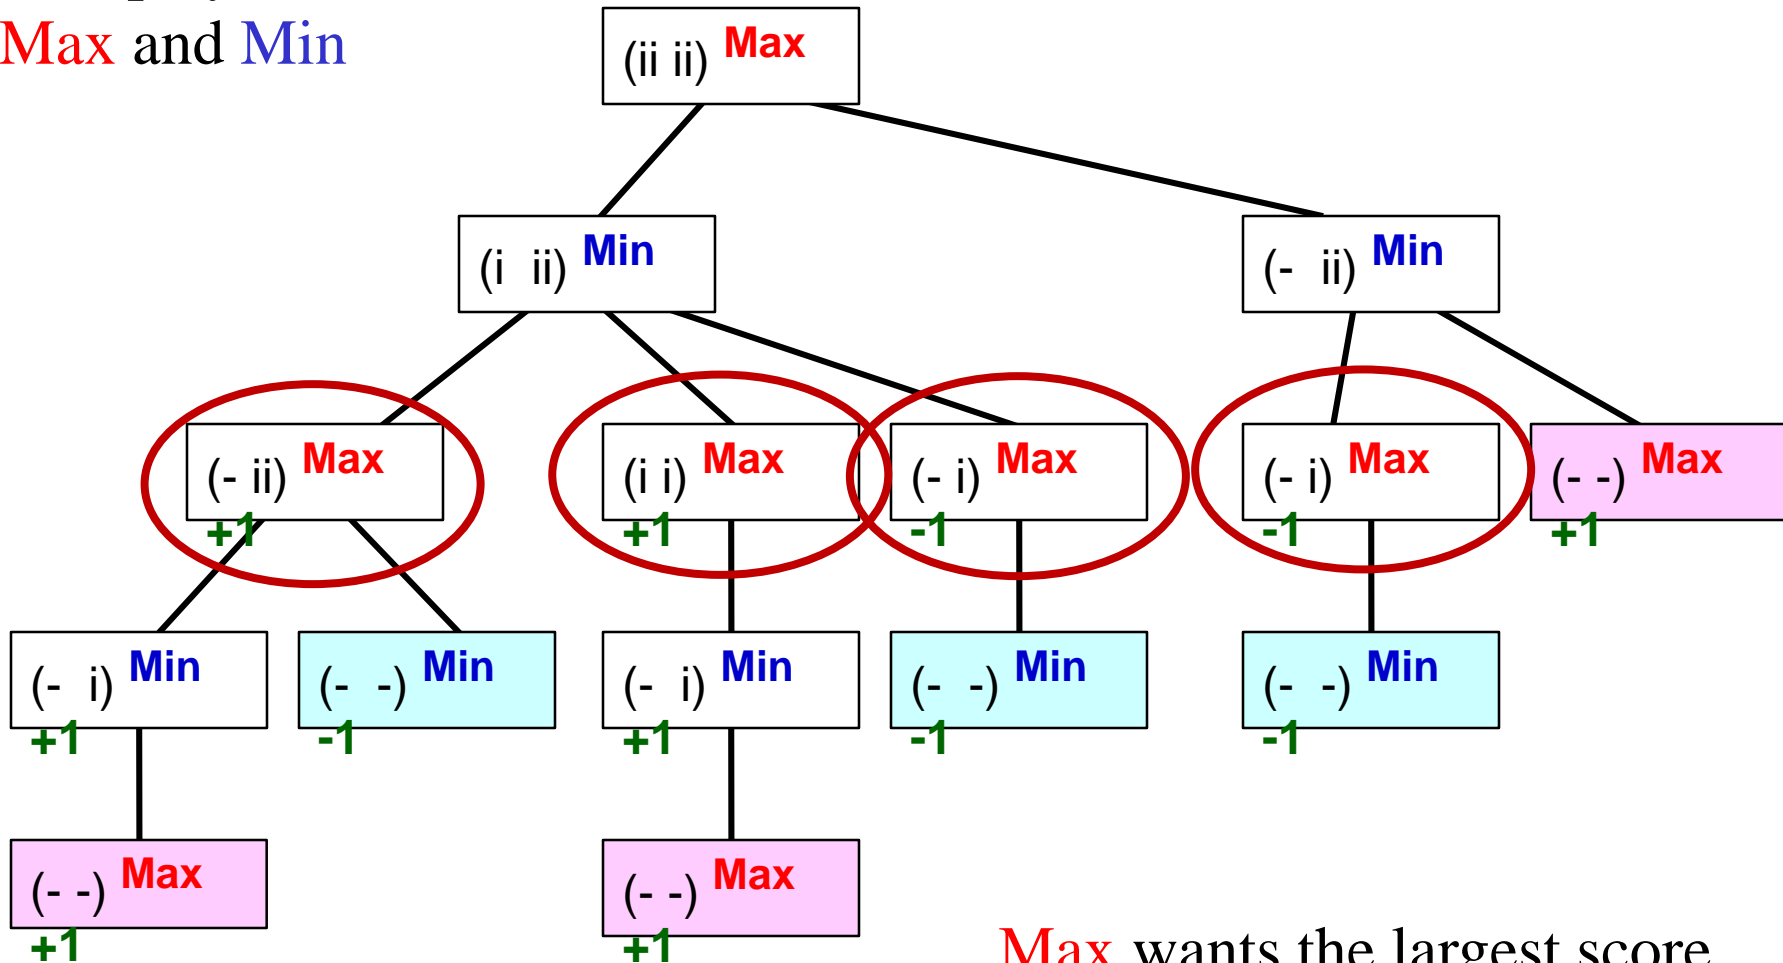 Max and Min
(ii ii) Max
(i ii) Min
(- ii) Min
(- ii) Max
+1
(i i) Max
+1
(- i) Max
-1
(- i) Max
-1
(- -) Max
+1
(- i) Min
+1
(- -) Min
-1
(- i) Min
+1
(- -) Min
-1
(- -) Min
-1
(- -) Max
+1
(- -) Max
+1
Max wants the largest score